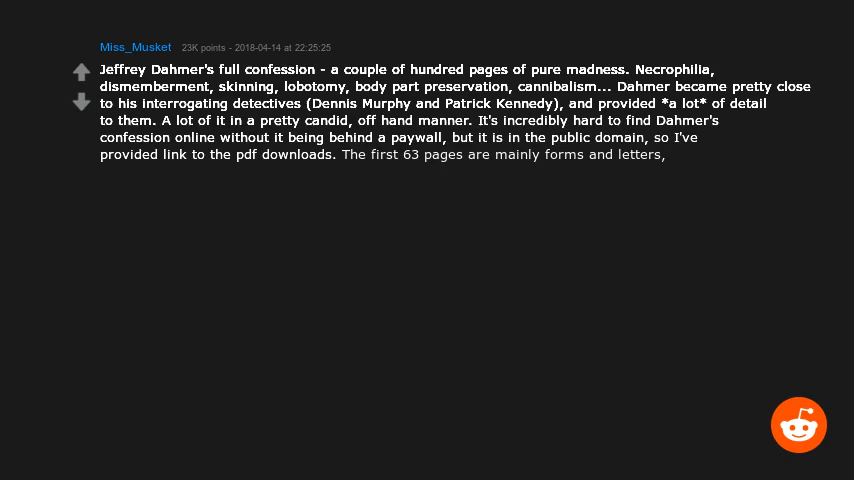 Miss_Musket 23K points - 2018-04-14 at 22:25:25
Jeffrey Dahmer's full confession - a couple of hundred pages of pure madness. Necrophilia,
dismemberment, skinning, lobotomy, body part preservation, cannibalism... Dahmer became pretty close
to his interrogating detectives (Dennis Murphy and Patrick Kennedy), and provided *a lot* of detail
to them. A lot of it in a pretty candid, off hand manner. It's incredibly hard to find Dahmer's
confession online without it being behind a paywall, but it is in the public domain, so I've
provided link to the pdf downloads. The first 63 pages are mainly forms and letters,